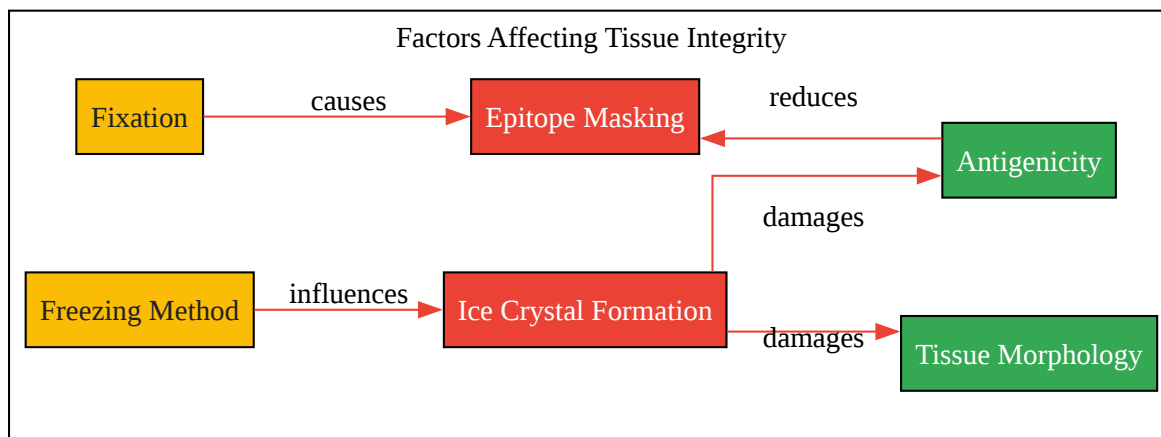 Factors Affecting Tissue Integrity
Fixation
causes
Epitope Masking
reduces
Antigenicity
damages
Freezing Method
influences
Ice Crystal Formation
damages
Tissue Morphology